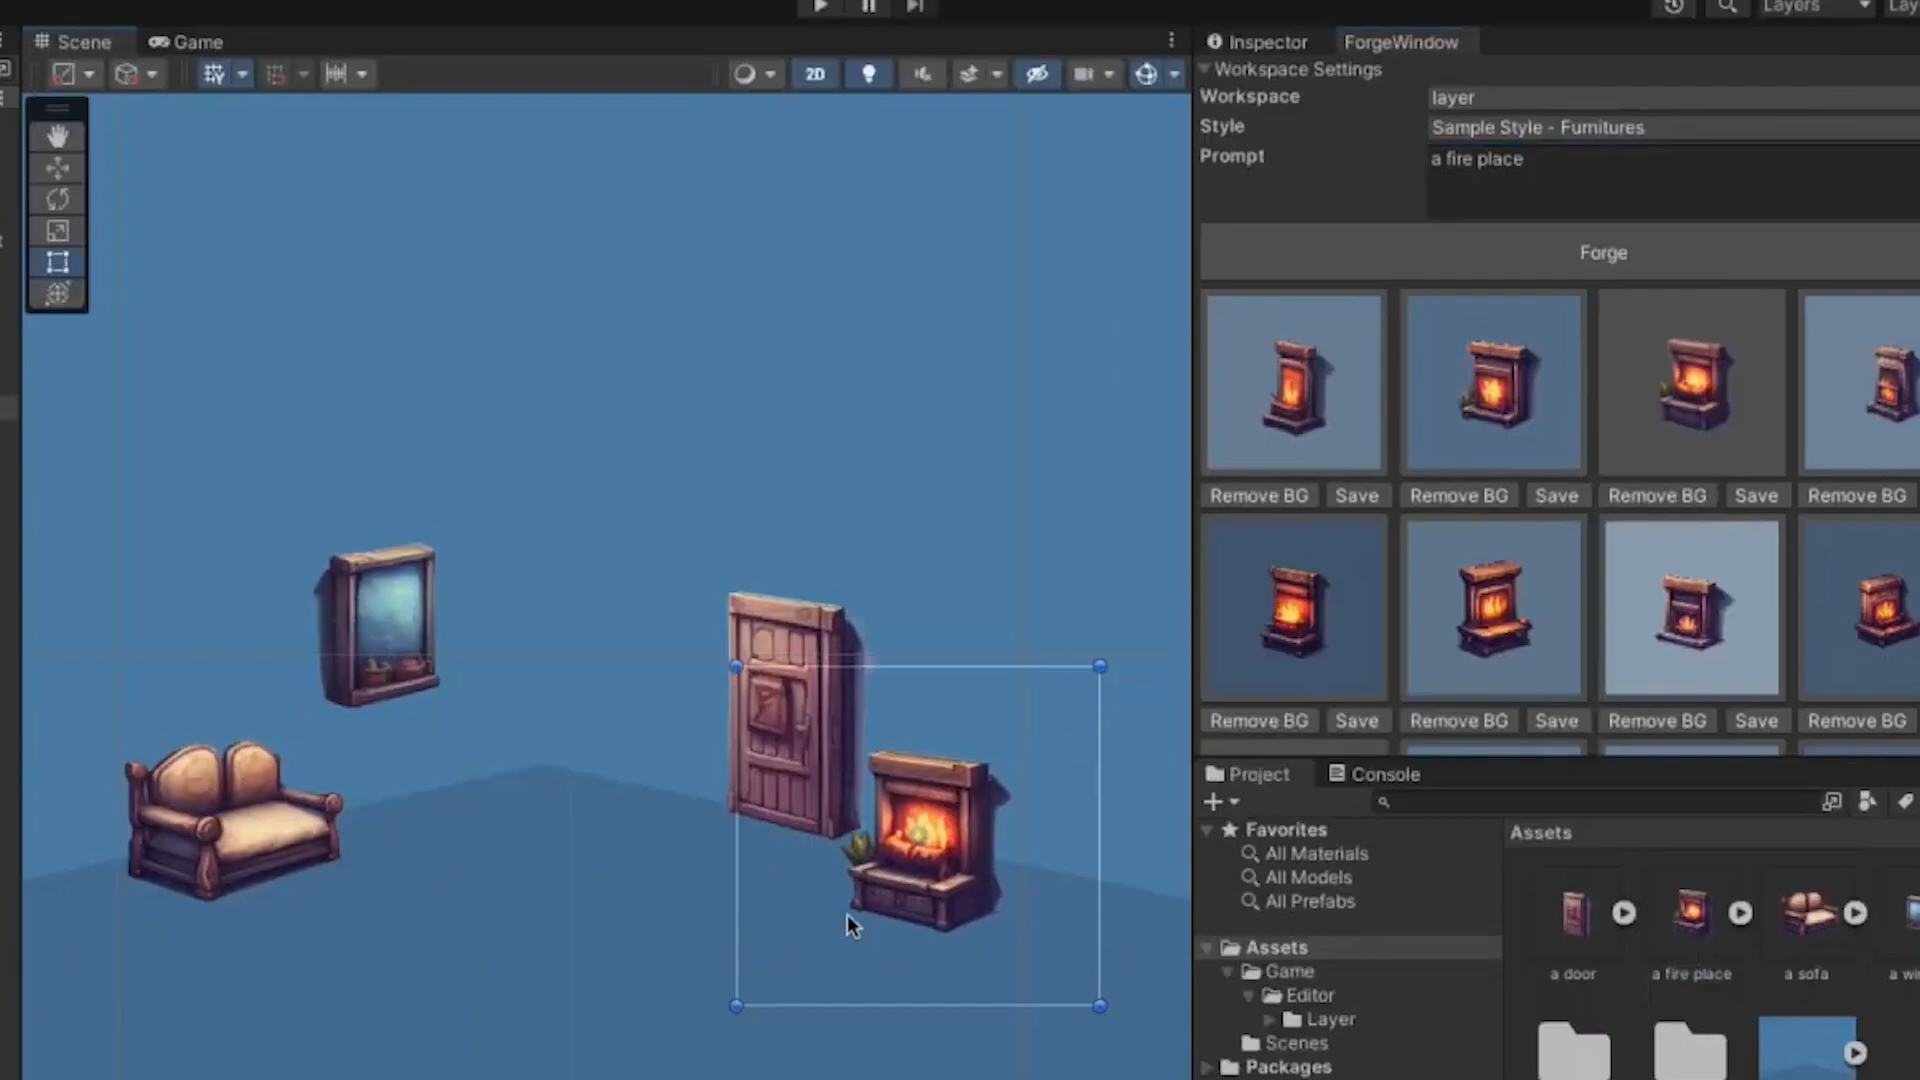 Layers
Lay
Scene
Game
2D
Inspector
ForgeWindow
Workspace Settings
Workspace
layer
Style
Sample Style - Furnitures
Prompt
a fire place
Forge
Remove BG
Save
Remove BG
Save
Remove BG
Save
Remove BG
Remove BG
Save
Remove BG
Save
Remove BG
Save
Remove BG
Project
Console
Favorites
All Materials
All Models
All Prefabs
Assets
Game
Editor
Layer
Scenes
Packages
Assets
a door
a fire place
a sofa
a wi